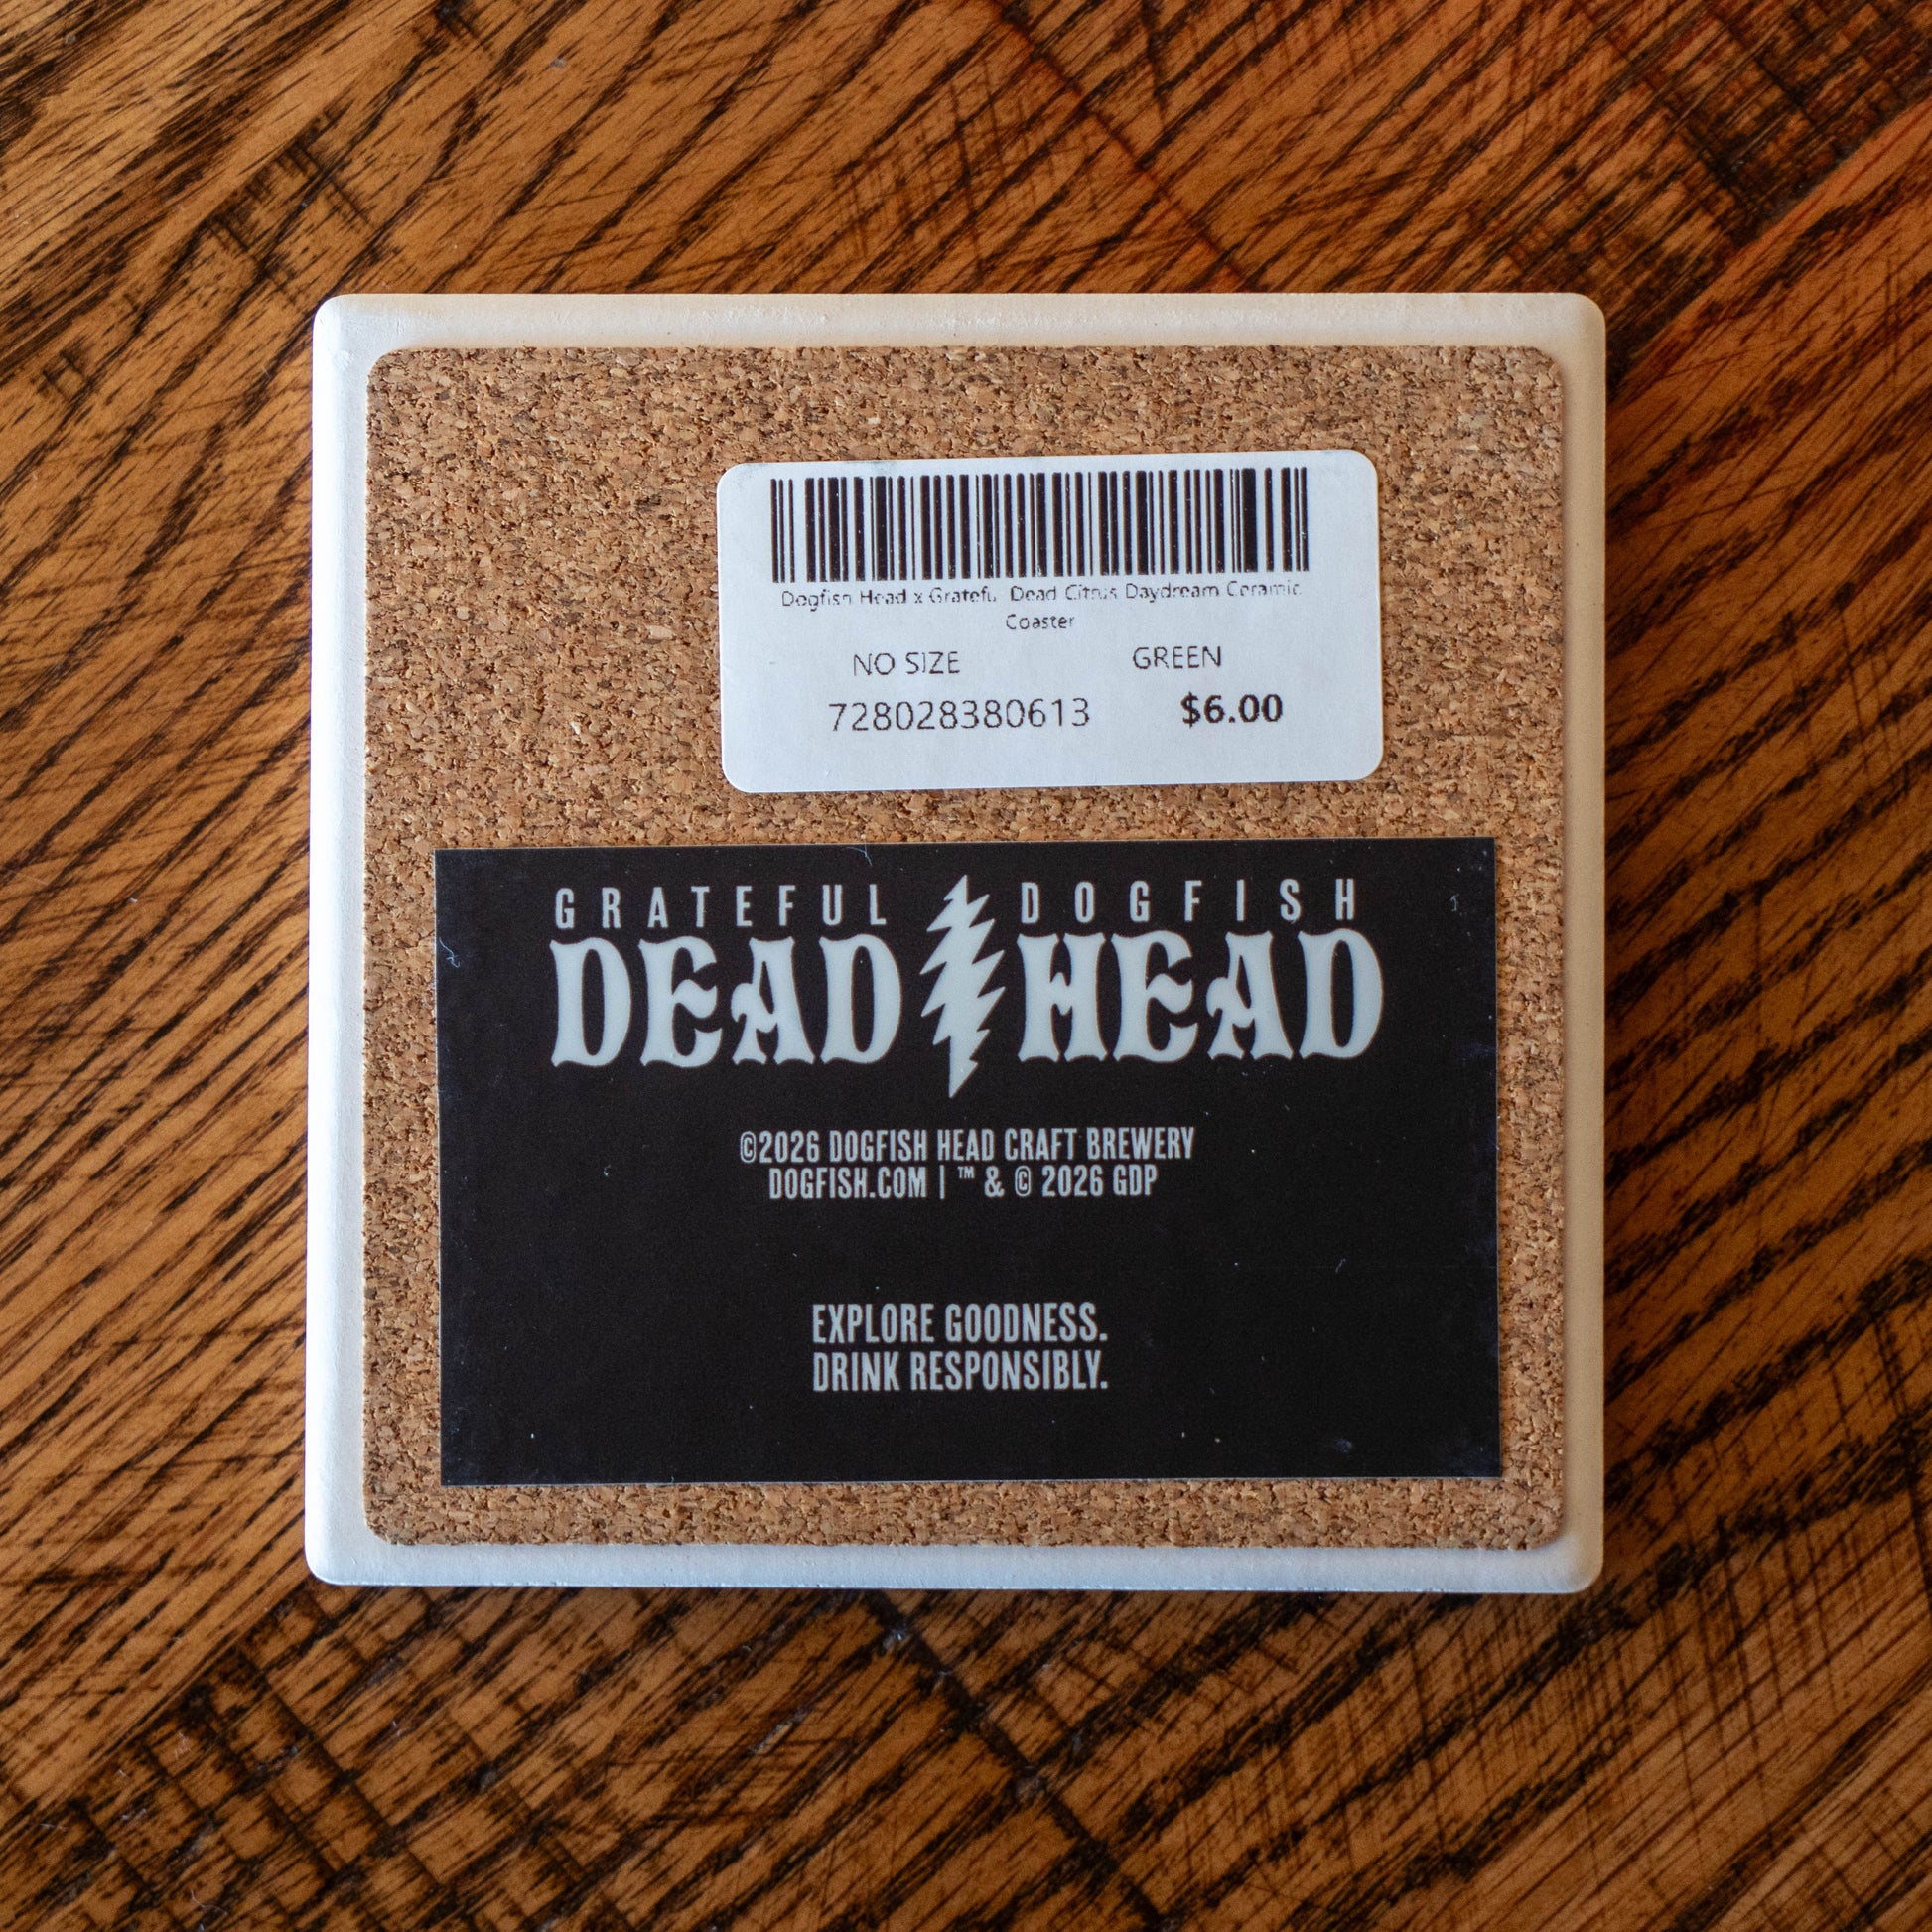 Dogfish Head x Gratefu Dead Citrus Daydream Ceramic
Coaster
NO SIZE GREEN
728028380613 $6.00
GRATEFUL DOGFISH
DEAD HEAD
©2026 DOGFISH HEAD CRAFT BREWERY
DOGFISH.COM | ™ & © 2026 GDP
EXPLORE GOODNESS.
DRINK RESPONSIBLY.